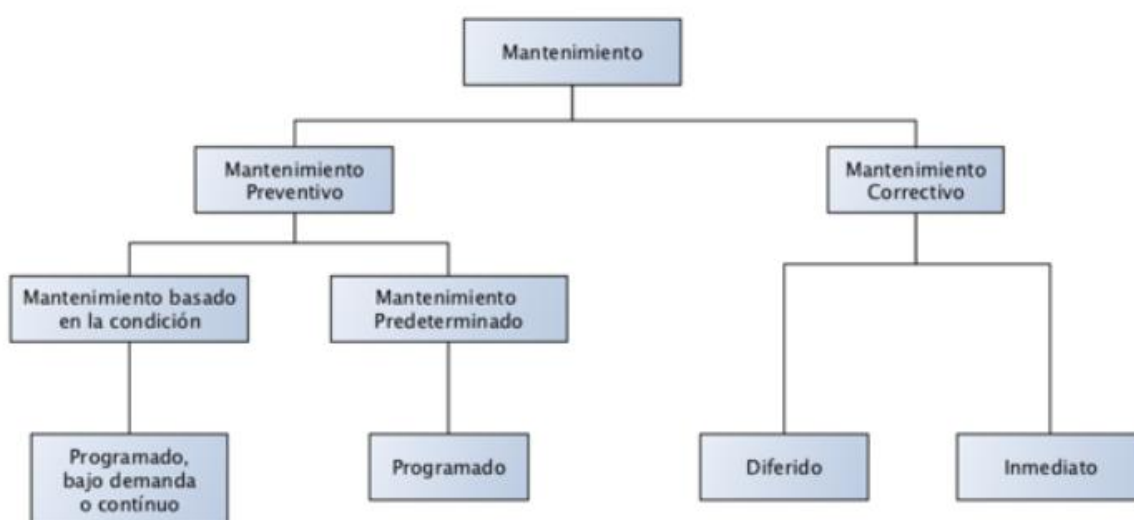 Mantenimiento
Mantenimiento
Preventivo
Mantenimiento
Correctivo
Mantenimiento basado
en la condición
Mantenimiento
Predeterminado
Programado,
bajo demanda
o contínuo
Programado
Diferido
Inmediato